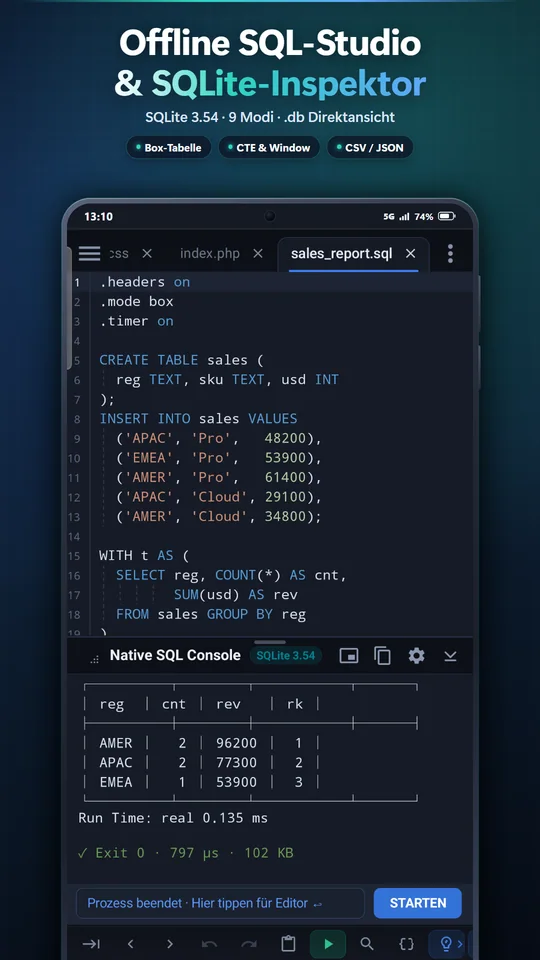 Offline SQL-Studio
& SQLite-Inspektor
SQLite 3.54 · 9 Modi · .db Direktansicht
Box-Tabelle
CTE & Window
CSV / JSON
13:10
5G
74%
css
index.php
sales_report.sql
1 .headers on
2 .mode box
3 .timer on
4
5 CREATE TABLE sales (
6 reg TEXT, sku TEXT, usd INT
7 );
8 INSERT INTO sales VALUES
9 ('APAC', 'Pro', 48200),
10 ('EMEA', 'Pro', 53900),
11 ('AMER', 'Pro', 61400),
12 ('APAC', 'Cloud', 29100),
13 ('AMER', 'Cloud', 34800);
14
15 WITH t AS (
16 SELECT reg, COUNT(*) AS cnt,
17 SUM(usd) AS rev
18 FROM sales GROUP BY reg
19 )
Native SQL Console
SQLite 3.54
reg cnt rev rk
AMER 2 96200 1
APAC 2 77300 2
EMEA 1 53900 3
Run Time: real 0.135 ms
✓ Exit 0 · 797 µs · 102 KB
Prozess beendet · Hier tippen für Editor ↩
STARTEN
{}